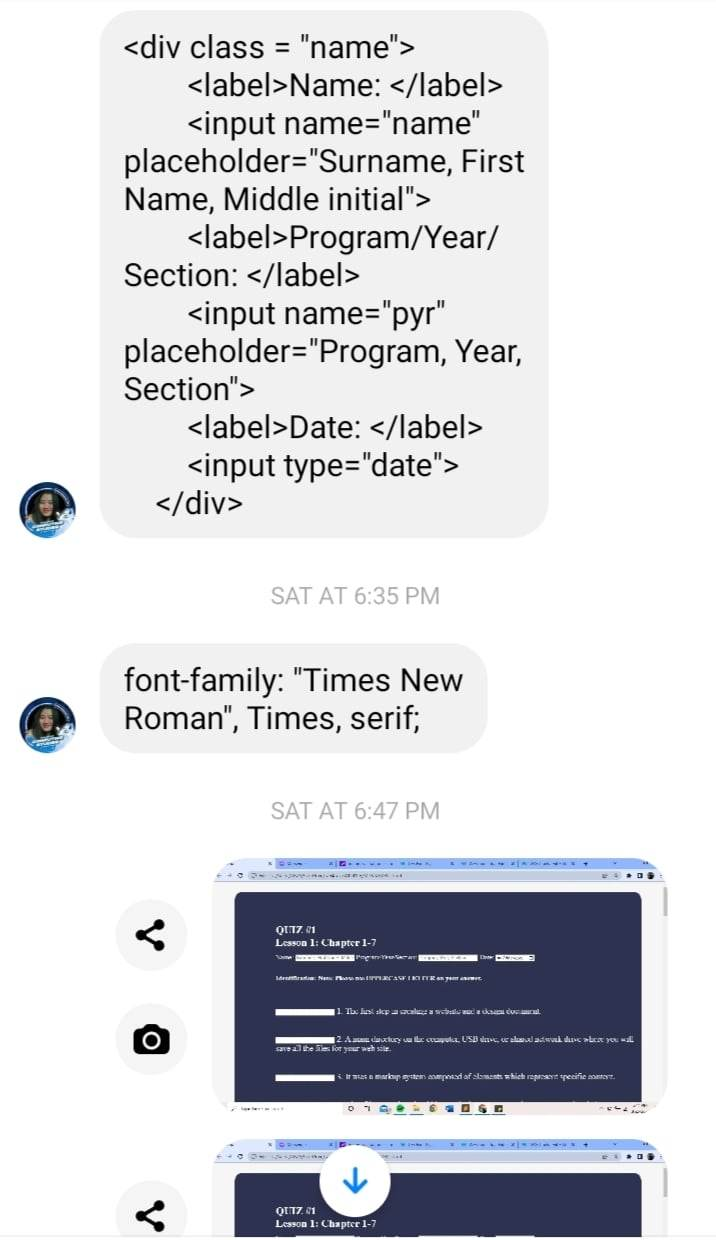 <div class = "name">
<label>Name: </label>
<input name="name"
placeholder="Surname, First
Name, Middle initial">
<label>Program/Year/
Section: </label>
<input name="pyr"
placeholder="Program, Year,
Section">
<label>Date: </label>
<input type="date">
</div>
SAT AT 6:35 PM
font-family: "Times New
Roman", Times, serif;
SAT AT 6:47 PM
QUIZ #1
Lesson 1: Chapter 1-7
Name: Program/Year/Section: Date:
Identification: Note: Please use UPPERCASE LETTER on your answer.
1. The first step in creating a website and a design document.
2. A main directory on the computer, USB drive, or shared network drive where you will
save all the files for your web site.
3. It uses a markup system composed of elements which represent specific content.
QUIZ #1
Lesson 1: Chapter 1-7